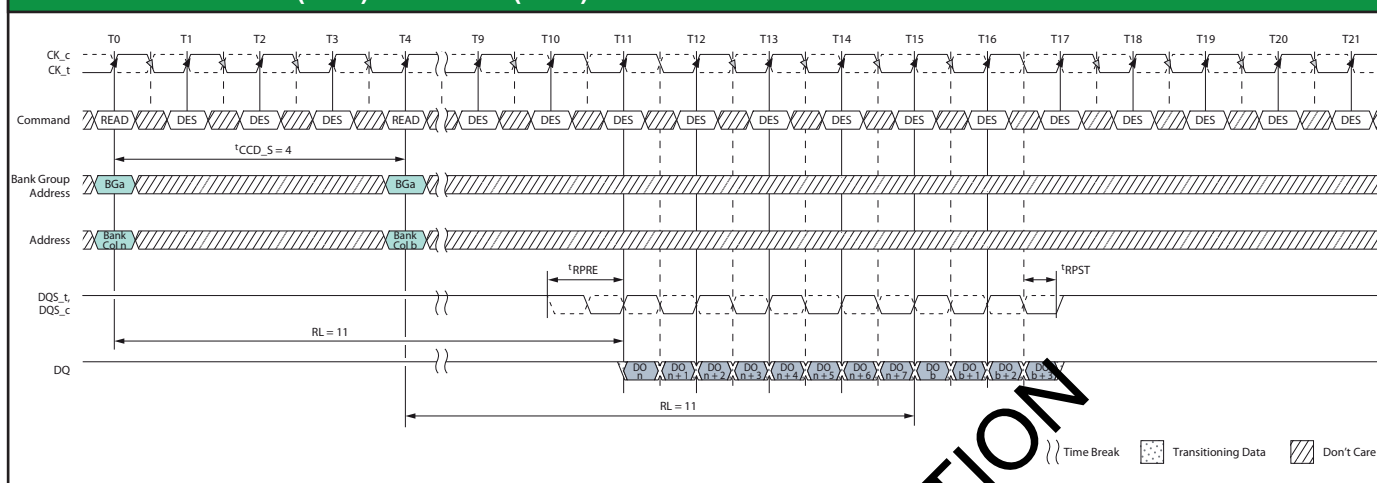 T0 T1 T2 T3 T4 T9 T10 T11 T12 T13 T14 T15 T16 T17 T18 T19 T20 T21
CK_c
CK_t
Command READ DES DES DES READ DES DES DES DES DES DES DES DES DES DES DES DES DES
tCCD_S = 4
Bank Group
Address
BGa BGa
Address
Bank
Col n
Bank
Col b
tRPRE tRPST
DQS_t,
DQS_c
RL = 11
DQ
DO
n
DO
n + 1
DO
n + 2
DO
n + 3
DO
n + 4
DO
n + 5
DO
n + 6
DO
n + 7
DO
b
DO
b + 1
DO
b + 2
DO
b + 3
RL = 11
TION
Time Break Transitioning Data Don't Care